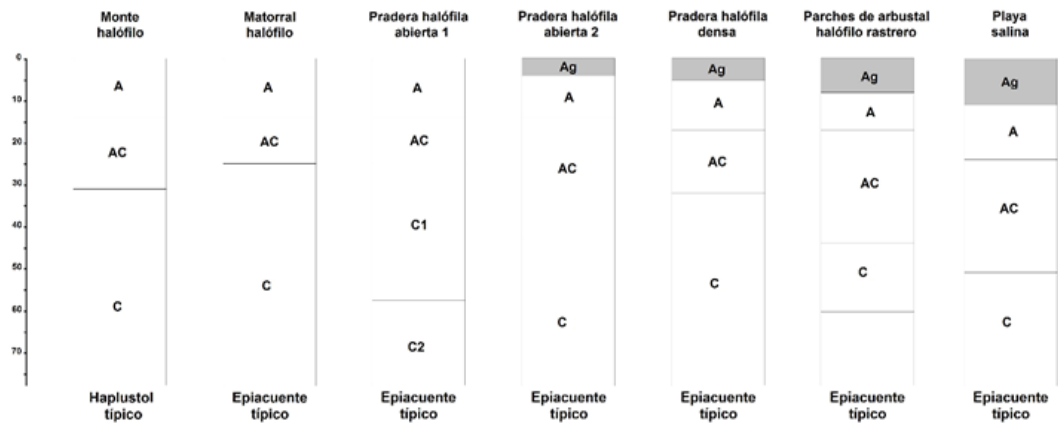 Monte
halófilo
Matorral
halófilo
Pradera halófila
abierta 1
Pradera halófila
abierta 2
Pradera halófila
densa
Parches de arbustal
halófilo rastrero
Playa
salina
0
10
20
30
40
50
60
70
A
AC
C
A
AC
C
A
AC
C1
C2
Ag
A
AC
C
Ag
A
AC
C
Ag
A
AC
C
Ag
A
AC
C
Haplustol
típico
Epiacuente
típico
Epiacuente
típico
Epiacuente
típico
Epiacuente
típico
Epiacuente
típico
Epiacuente
típico